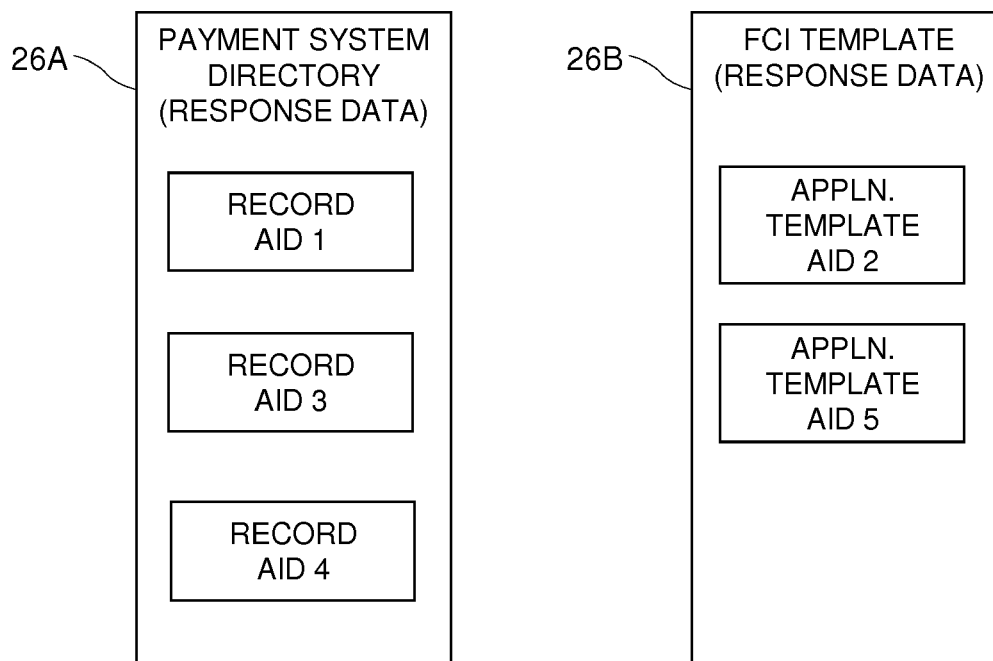 26A
PAYMENT SYSTEM
DIRECTORY
(RESPONSE DATA)
RECORD
AID 1
RECORD
AID 3
RECORD
AID 4
26B
FCI TEMPLATE
(RESPONSE DATA)
APPLN.
TEMPLATE
AID 2
APPLN.
TEMPLATE
AID 5